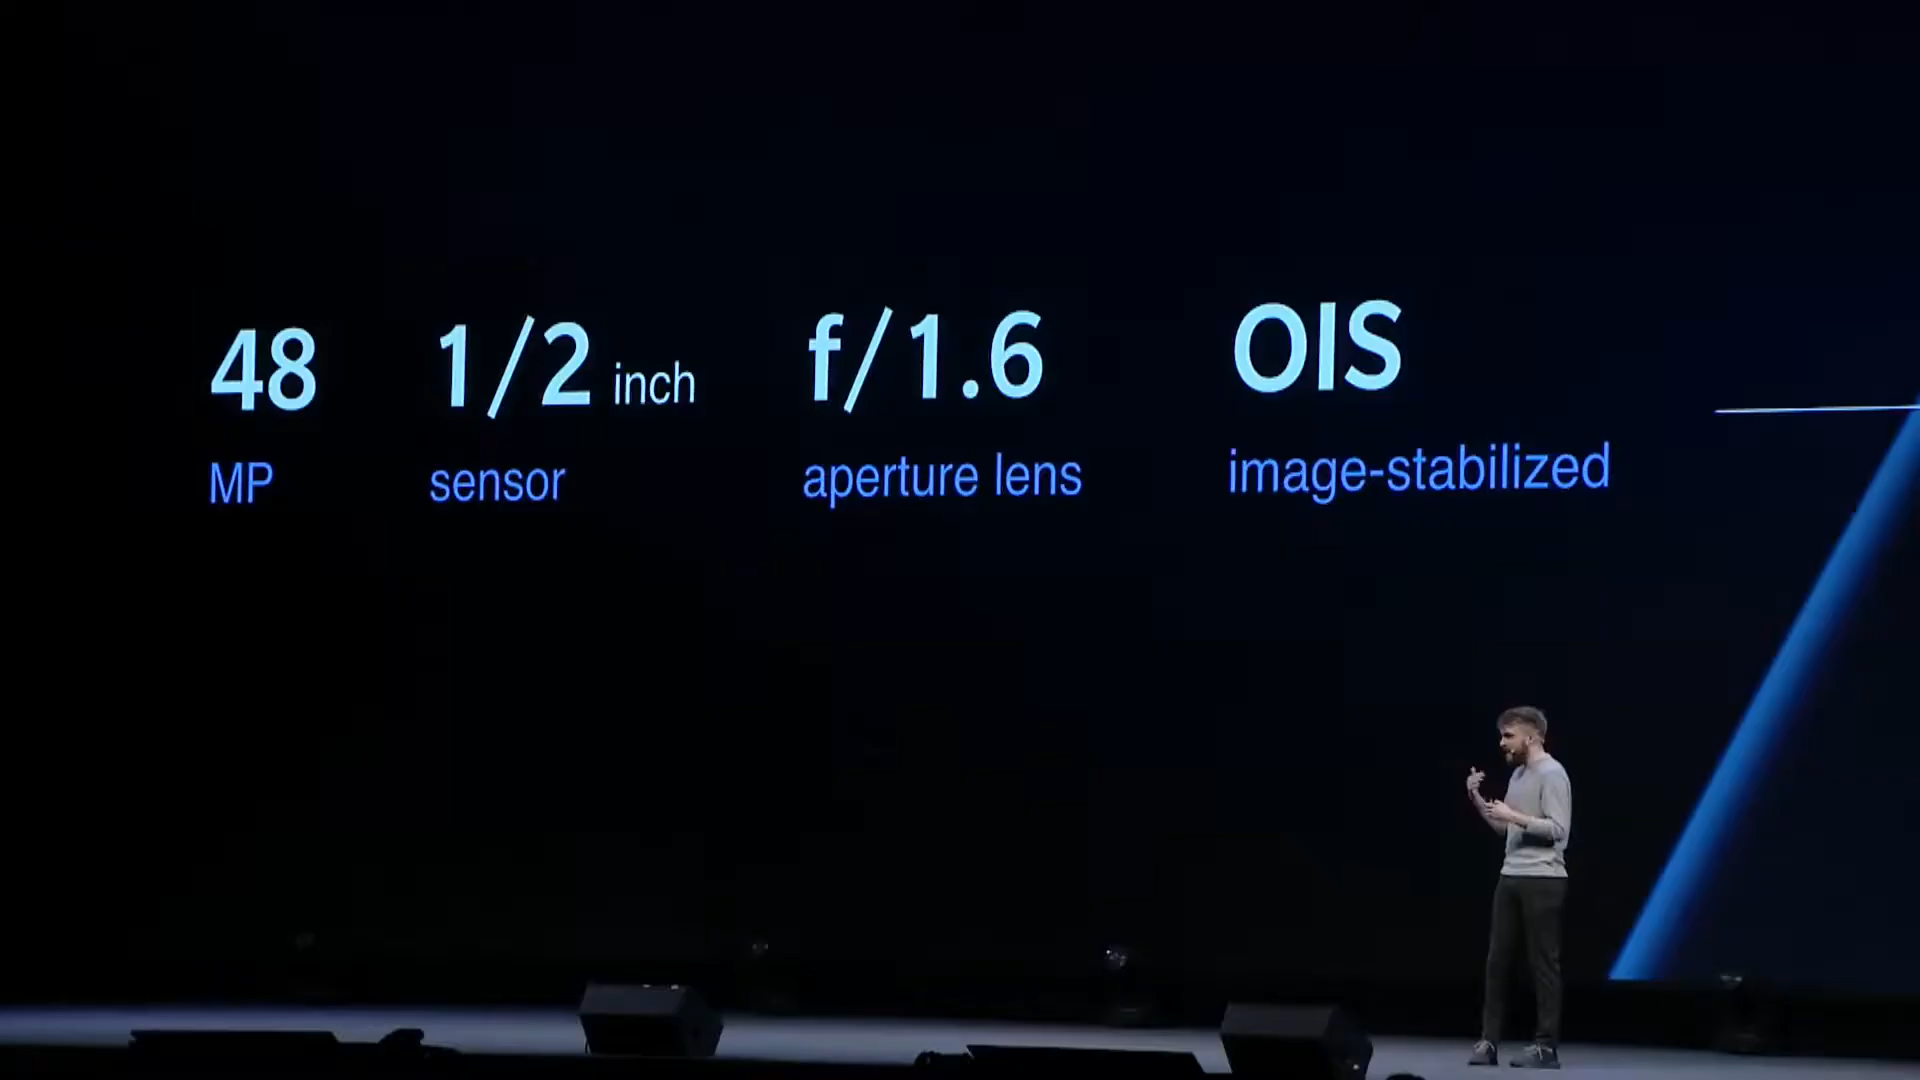 48 1/2 inch f/1.6 OIS
MP sensor aperture lens image-stabilized